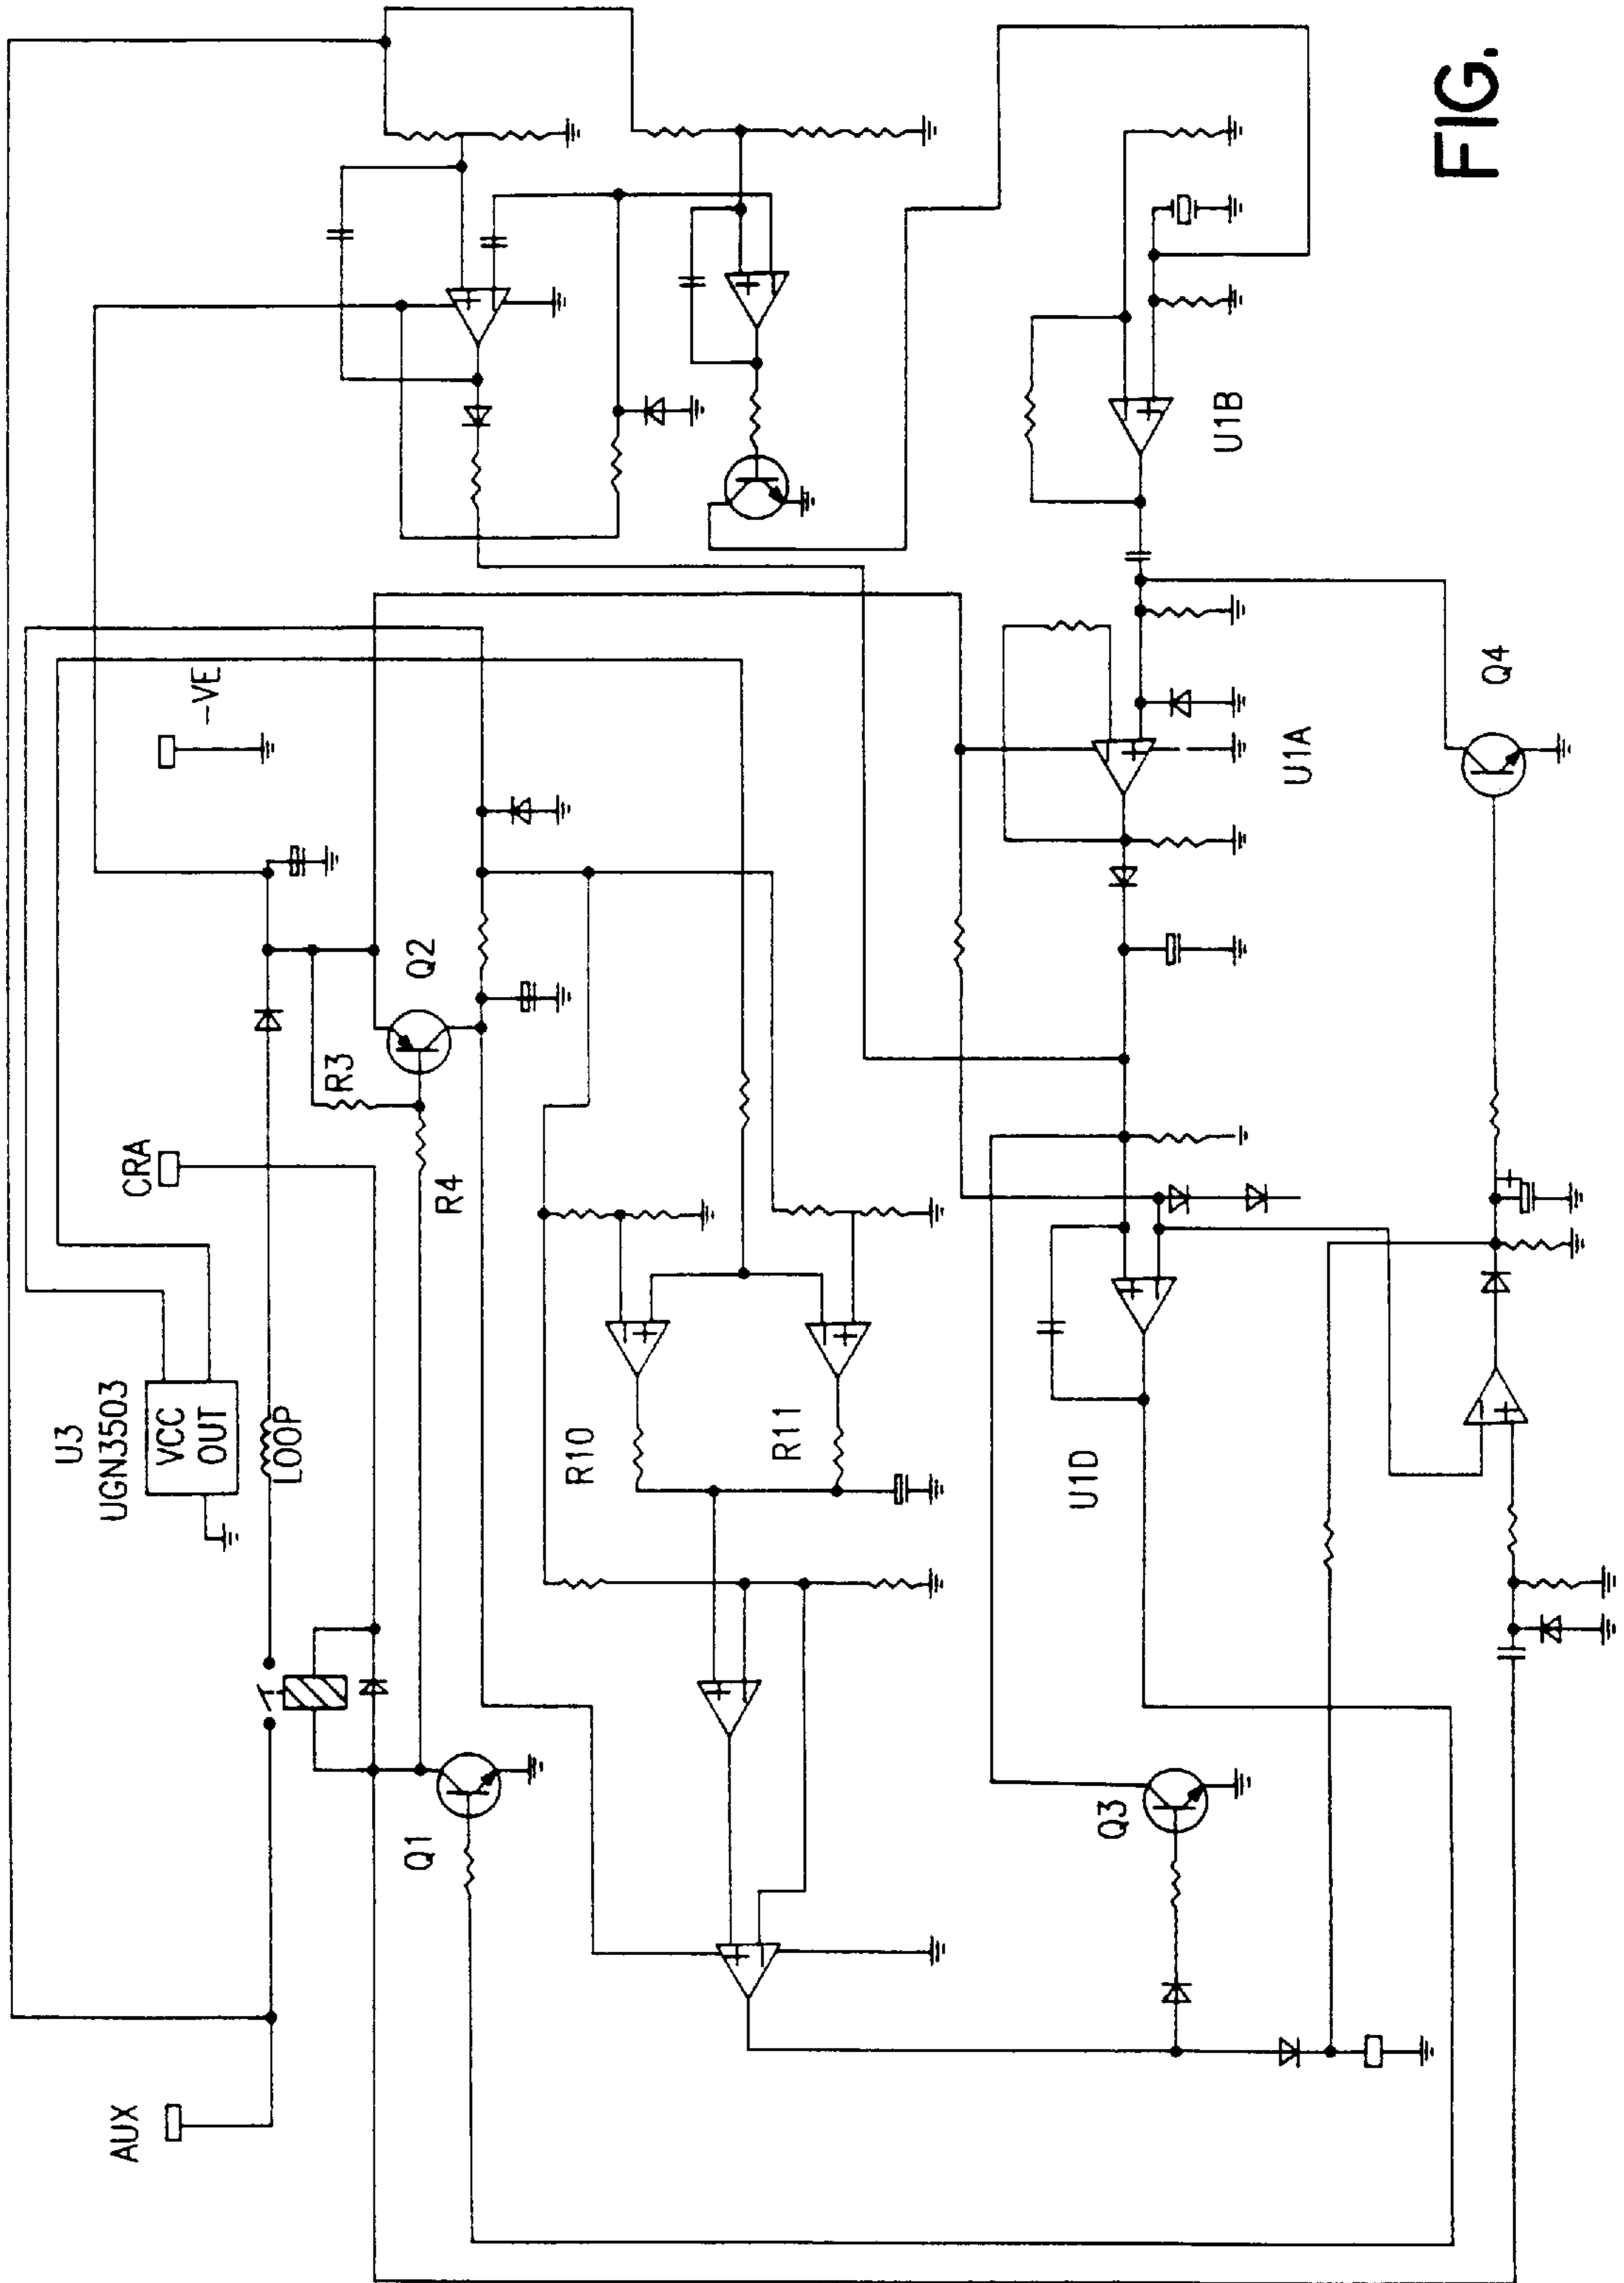 AUX
U3
UGN3503
VCC
OUT
LOOP
CRA
-VE
R3
Q2
R4
Q1
R10
R11
U1D
Q3
U1A
U1B
Q4
FIG.